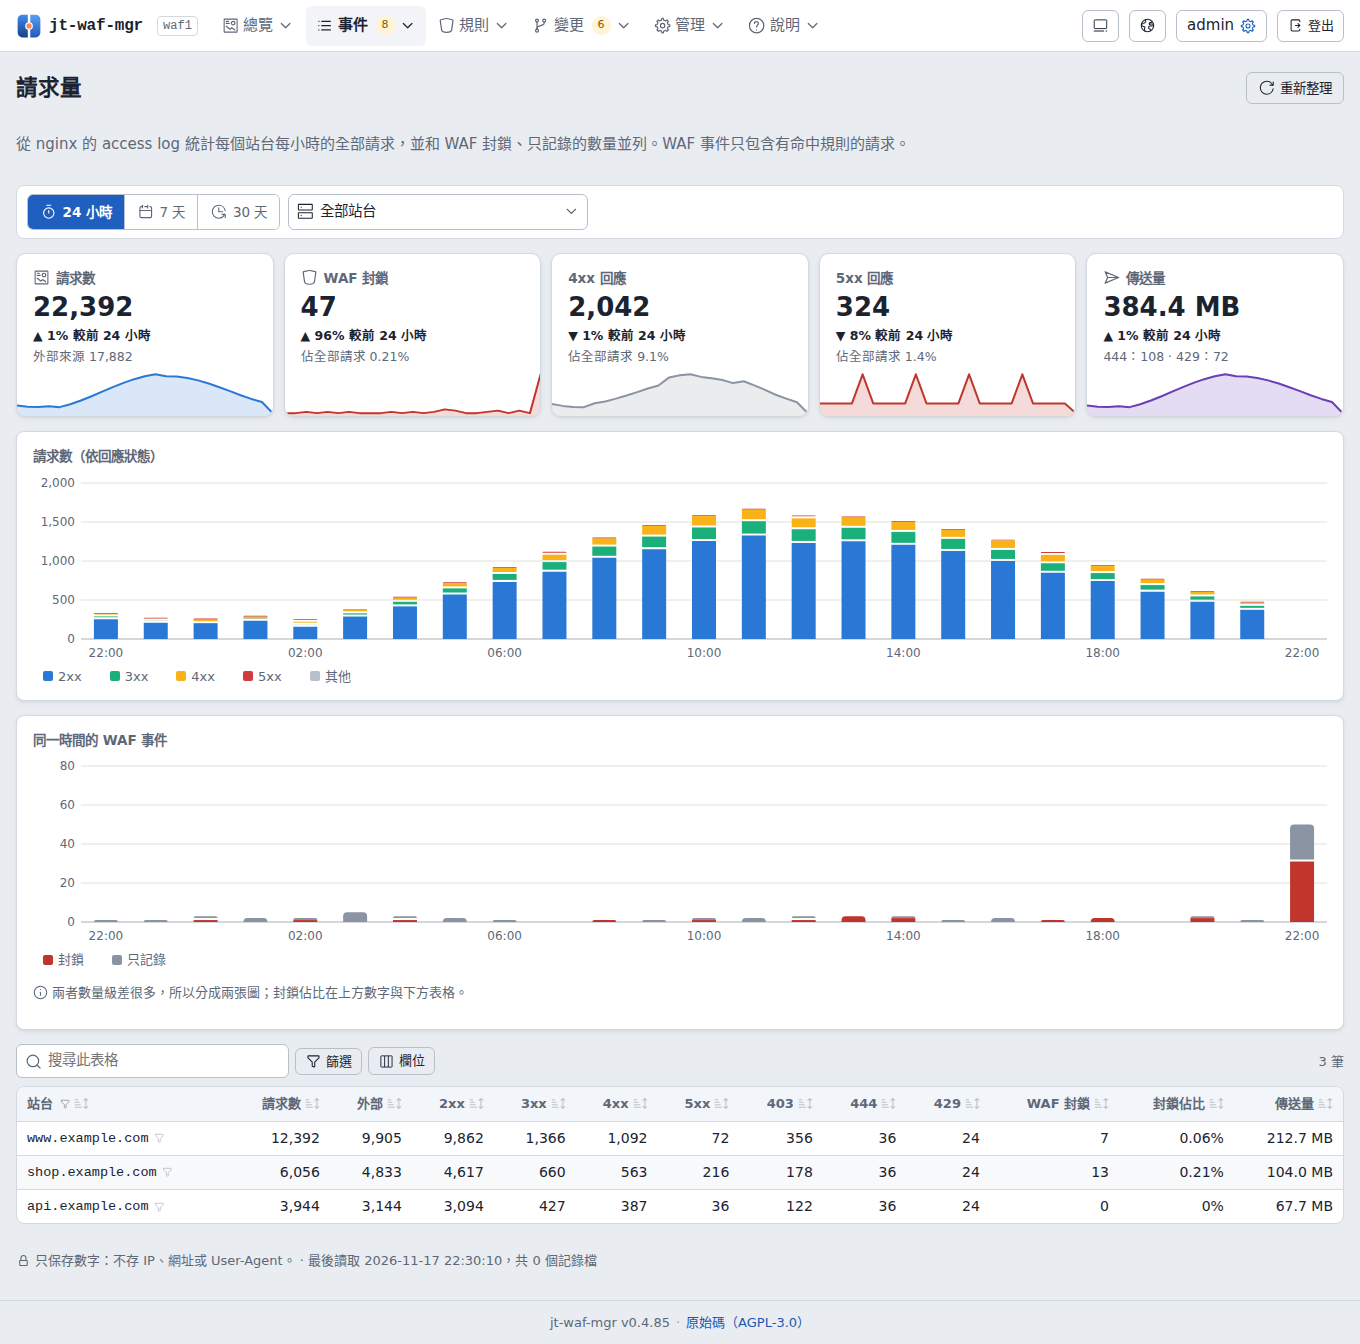 jt-waf-mgr waf1 總覽 事件 8 規則 變更 6 管理 說明 admin 登出
請求量 重新整理
從 nginx 的 access log 統計每個站台每小時的全部請求，並和 WAF 封鎖、只記錄的數量並列。WAF 事件只包含有命中規則的請求。
24 小時 7 天 30 天 全部站台
請求數 WAF 封鎖 4xx 回應 5xx 回應 傳送量
22,392 47 2,042 324 384.4 MB
▲ 1% 較前 24 小時 ▲ 96% 較前 24 小時 ▼ 1% 較前 24 小時 ▼ 8% 較前 24 小時 ▲ 1% 較前 24 小時
外部來源 17,882 佔全部請求 0.21% 佔全部請求 9.1% 佔全部請求 1.4% 444：108 · 429：72
請求數（依回應狀態）
2,000
1,500
1,000
500
0
22:00 02:00 06:00 10:00 14:00 18:00 22:00
2xx 3xx 4xx 5xx 其他
同一時間的 WAF 事件
80
60
40
20
0
22:00 02:00 06:00 10:00 14:00 18:00 22:00
封鎖 只記錄
兩者數量級差很多，所以分成兩張圖；封鎖佔比在上方數字與下方表格。
搜尋此表格 篩選 欄位 3 筆
站台 請求數 外部 2xx 3xx 4xx 5xx 403 444 429 WAF 封鎖 封鎖佔比 傳送量
www.example.com 12,392 9,905 9,862 1,366 1,092 72 356 36 24 7 0.06% 212.7 MB
shop.example.com 6,056 4,833 4,617 660 563 216 178 36 24 13 0.21% 104.0 MB
api.example.com 3,944 3,144 3,094 427 387 36 122 36 24 0 0% 67.7 MB
只保存數字：不存 IP、網址或 User-Agent。 · 最後讀取 2026-11-17 22:30:10，共 0 個記錄檔
jt-waf-mgr v0.4.85 · 原始碼（AGPL-3.0）